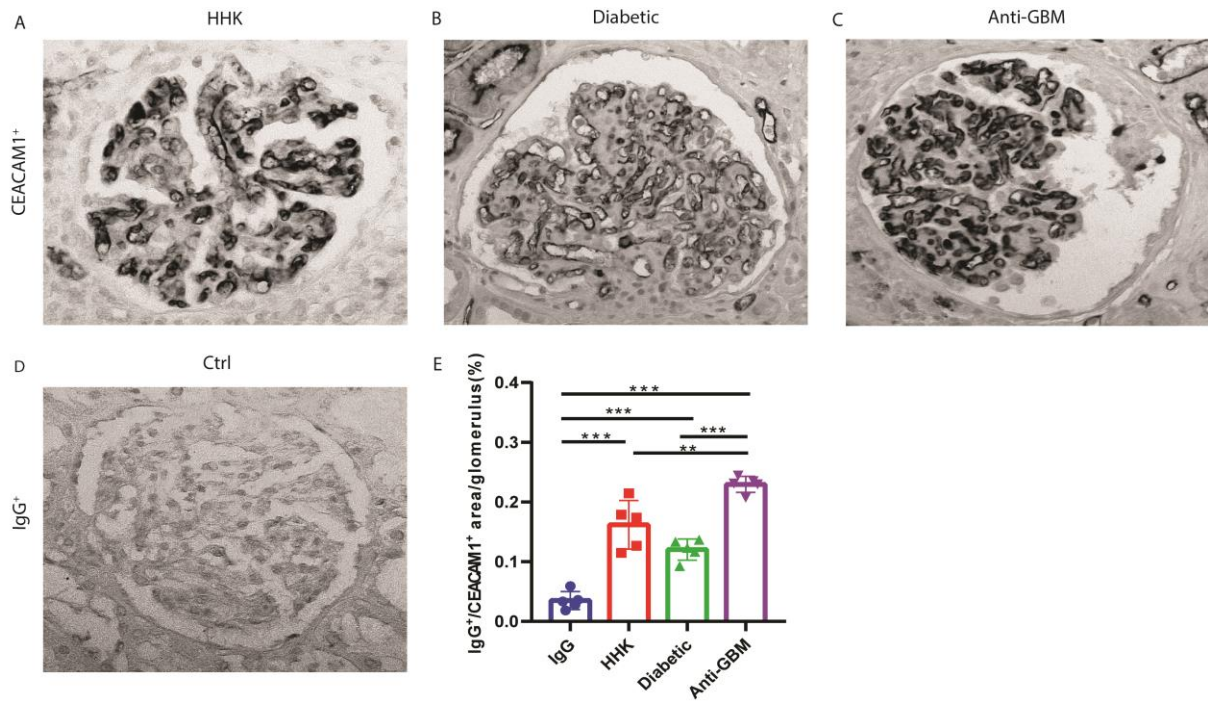 A
HHK
B
Diabetic
C
Anti-GBM
CEACAM1⁺
D
Ctrl
IgG⁺
E
IgG⁺/CEACAM1⁺ area/glomerulus(%)
0.4
0.3
0.2
0.1
0.0
***
***
***
***
**
IgG
HHK
Diabetic
Anti-GBM